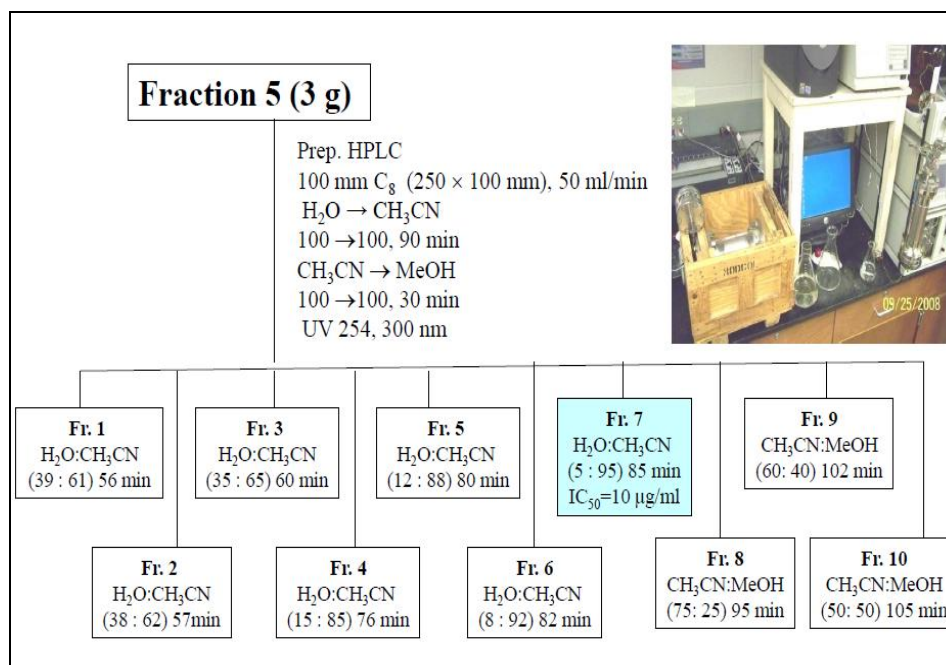 Fraction 5 (3 g)
Prep. HPLC
100 mm C₈ (250 × 100 mm), 50 ml/min
H₂O → CH₃CN
100 →100, 90 min
CH₃CN → MeOH
100 →100, 30 min
UV 254, 300 nm
09/25/2008
Fr. 1
H₂O:CH₃CN
(39 : 61) 56 min
Fr. 3
H₂O:CH₃CN
(35 : 65) 60 min
Fr. 5
H₂O:CH₃CN
(12 : 88) 80 min
Fr. 7
H₂O:CH₃CN
(5 : 95) 85 min
IC₅₀=10 µg/ml
Fr. 9
CH₃CN:MeOH
(60: 40) 102 min
Fr. 2
H₂O:CH₃CN
(38 : 62) 57min
Fr. 4
H₂O:CH₃CN
(15 : 85) 76 min
Fr. 6
H₂O:CH₃CN
(8 : 92) 82 min
Fr. 8
CH₃CN:MeOH
(75: 25) 95 min
Fr. 10
CH₃CN:MeOH
(50: 50) 105 min